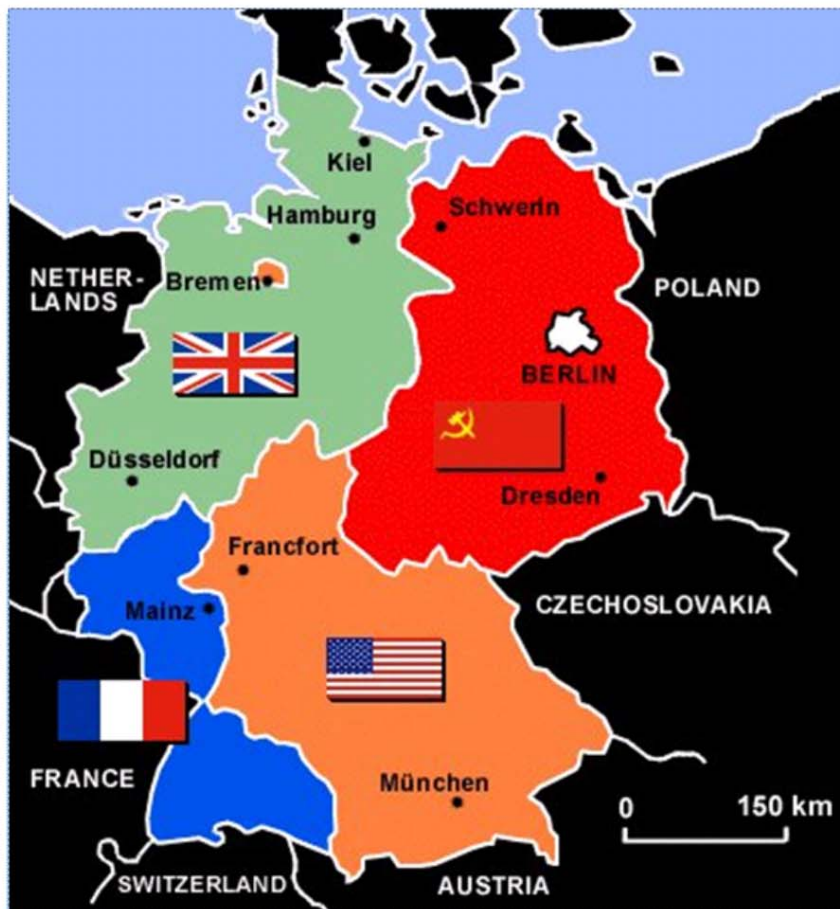 Kiel
Schwerin
Hamburg
NETHER-
LANDS
Bremen
POLAND
BERLIN
Düsseldorf
Dresden
Francfort
Mainz
CZECHOSLOVAKIA
FRANCE
München
0 150 km
SWITZERLAND
AUSTRIA